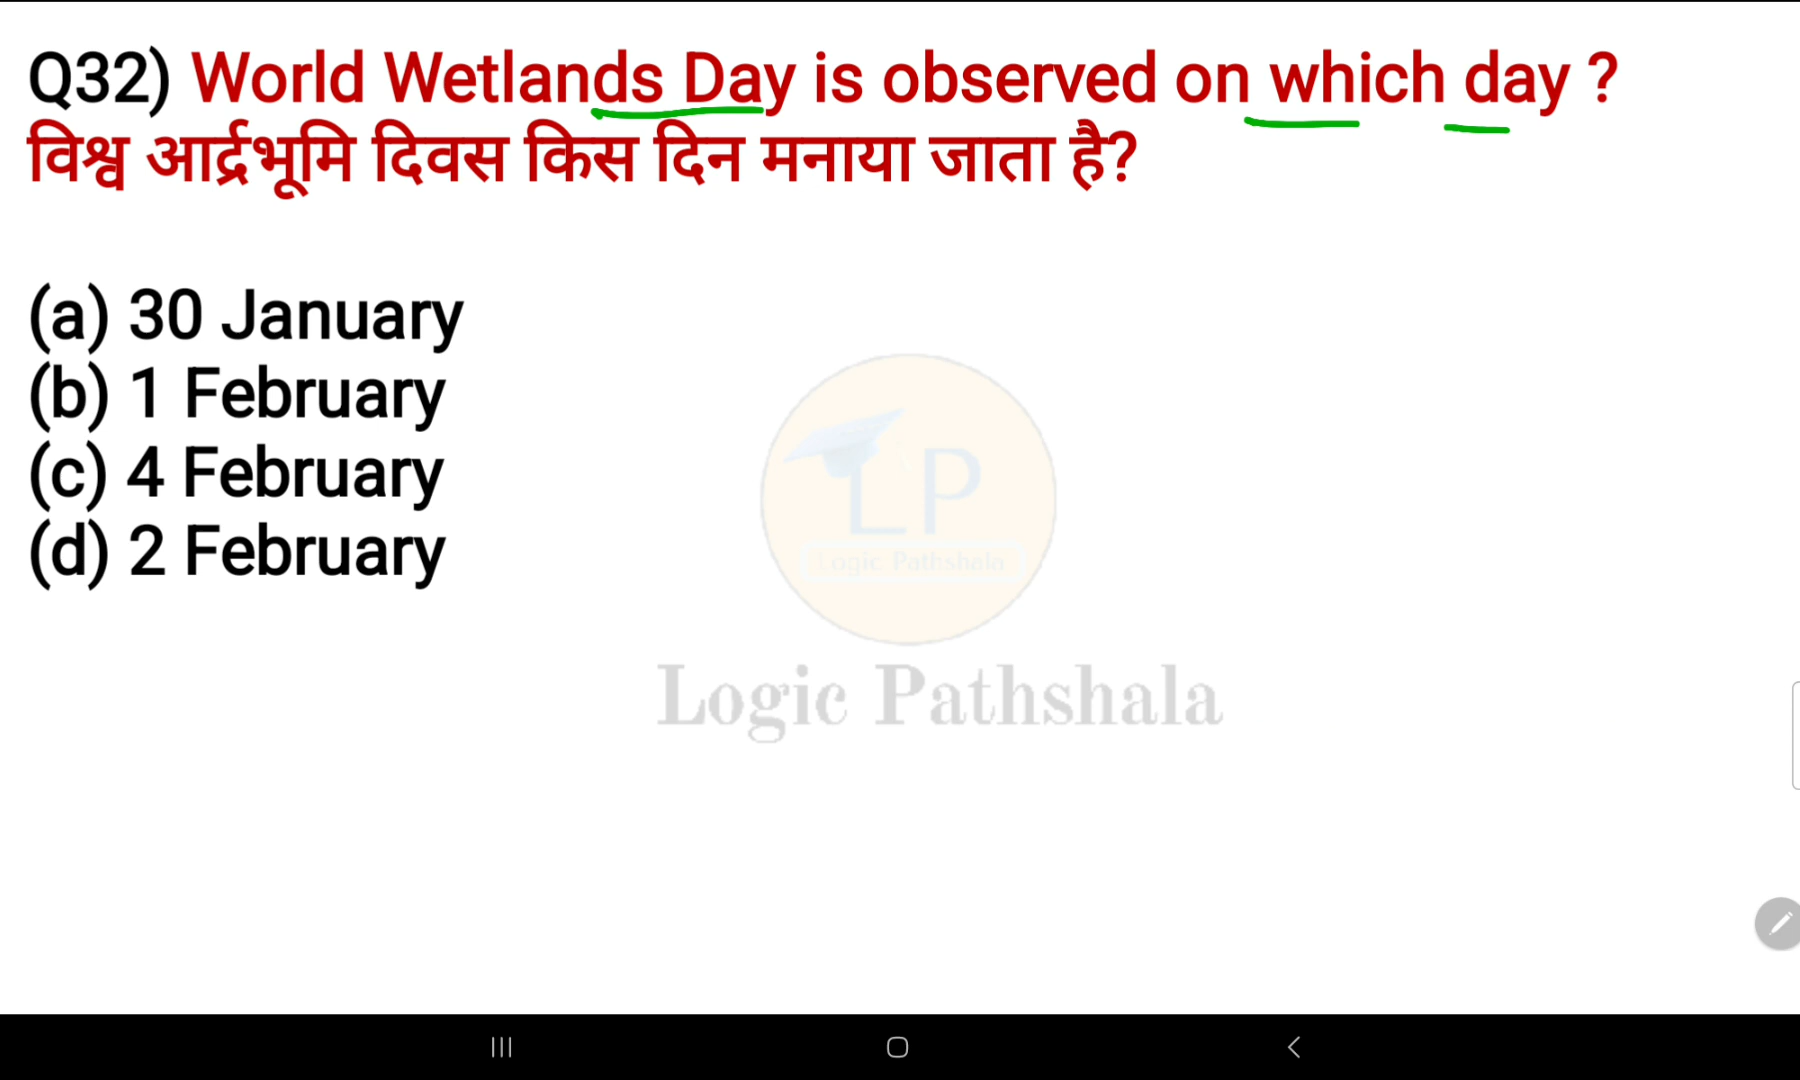 Q32) World Wetlands Day is observed on which day ?
विश्व आर्द्रभूमि दिवस किस दिन मनाया जाता है?
(a) 30 January
(b) 1 February
(c) 4 February
(d) 2 February
LP
Logic Pathshala
Logic Pathshala